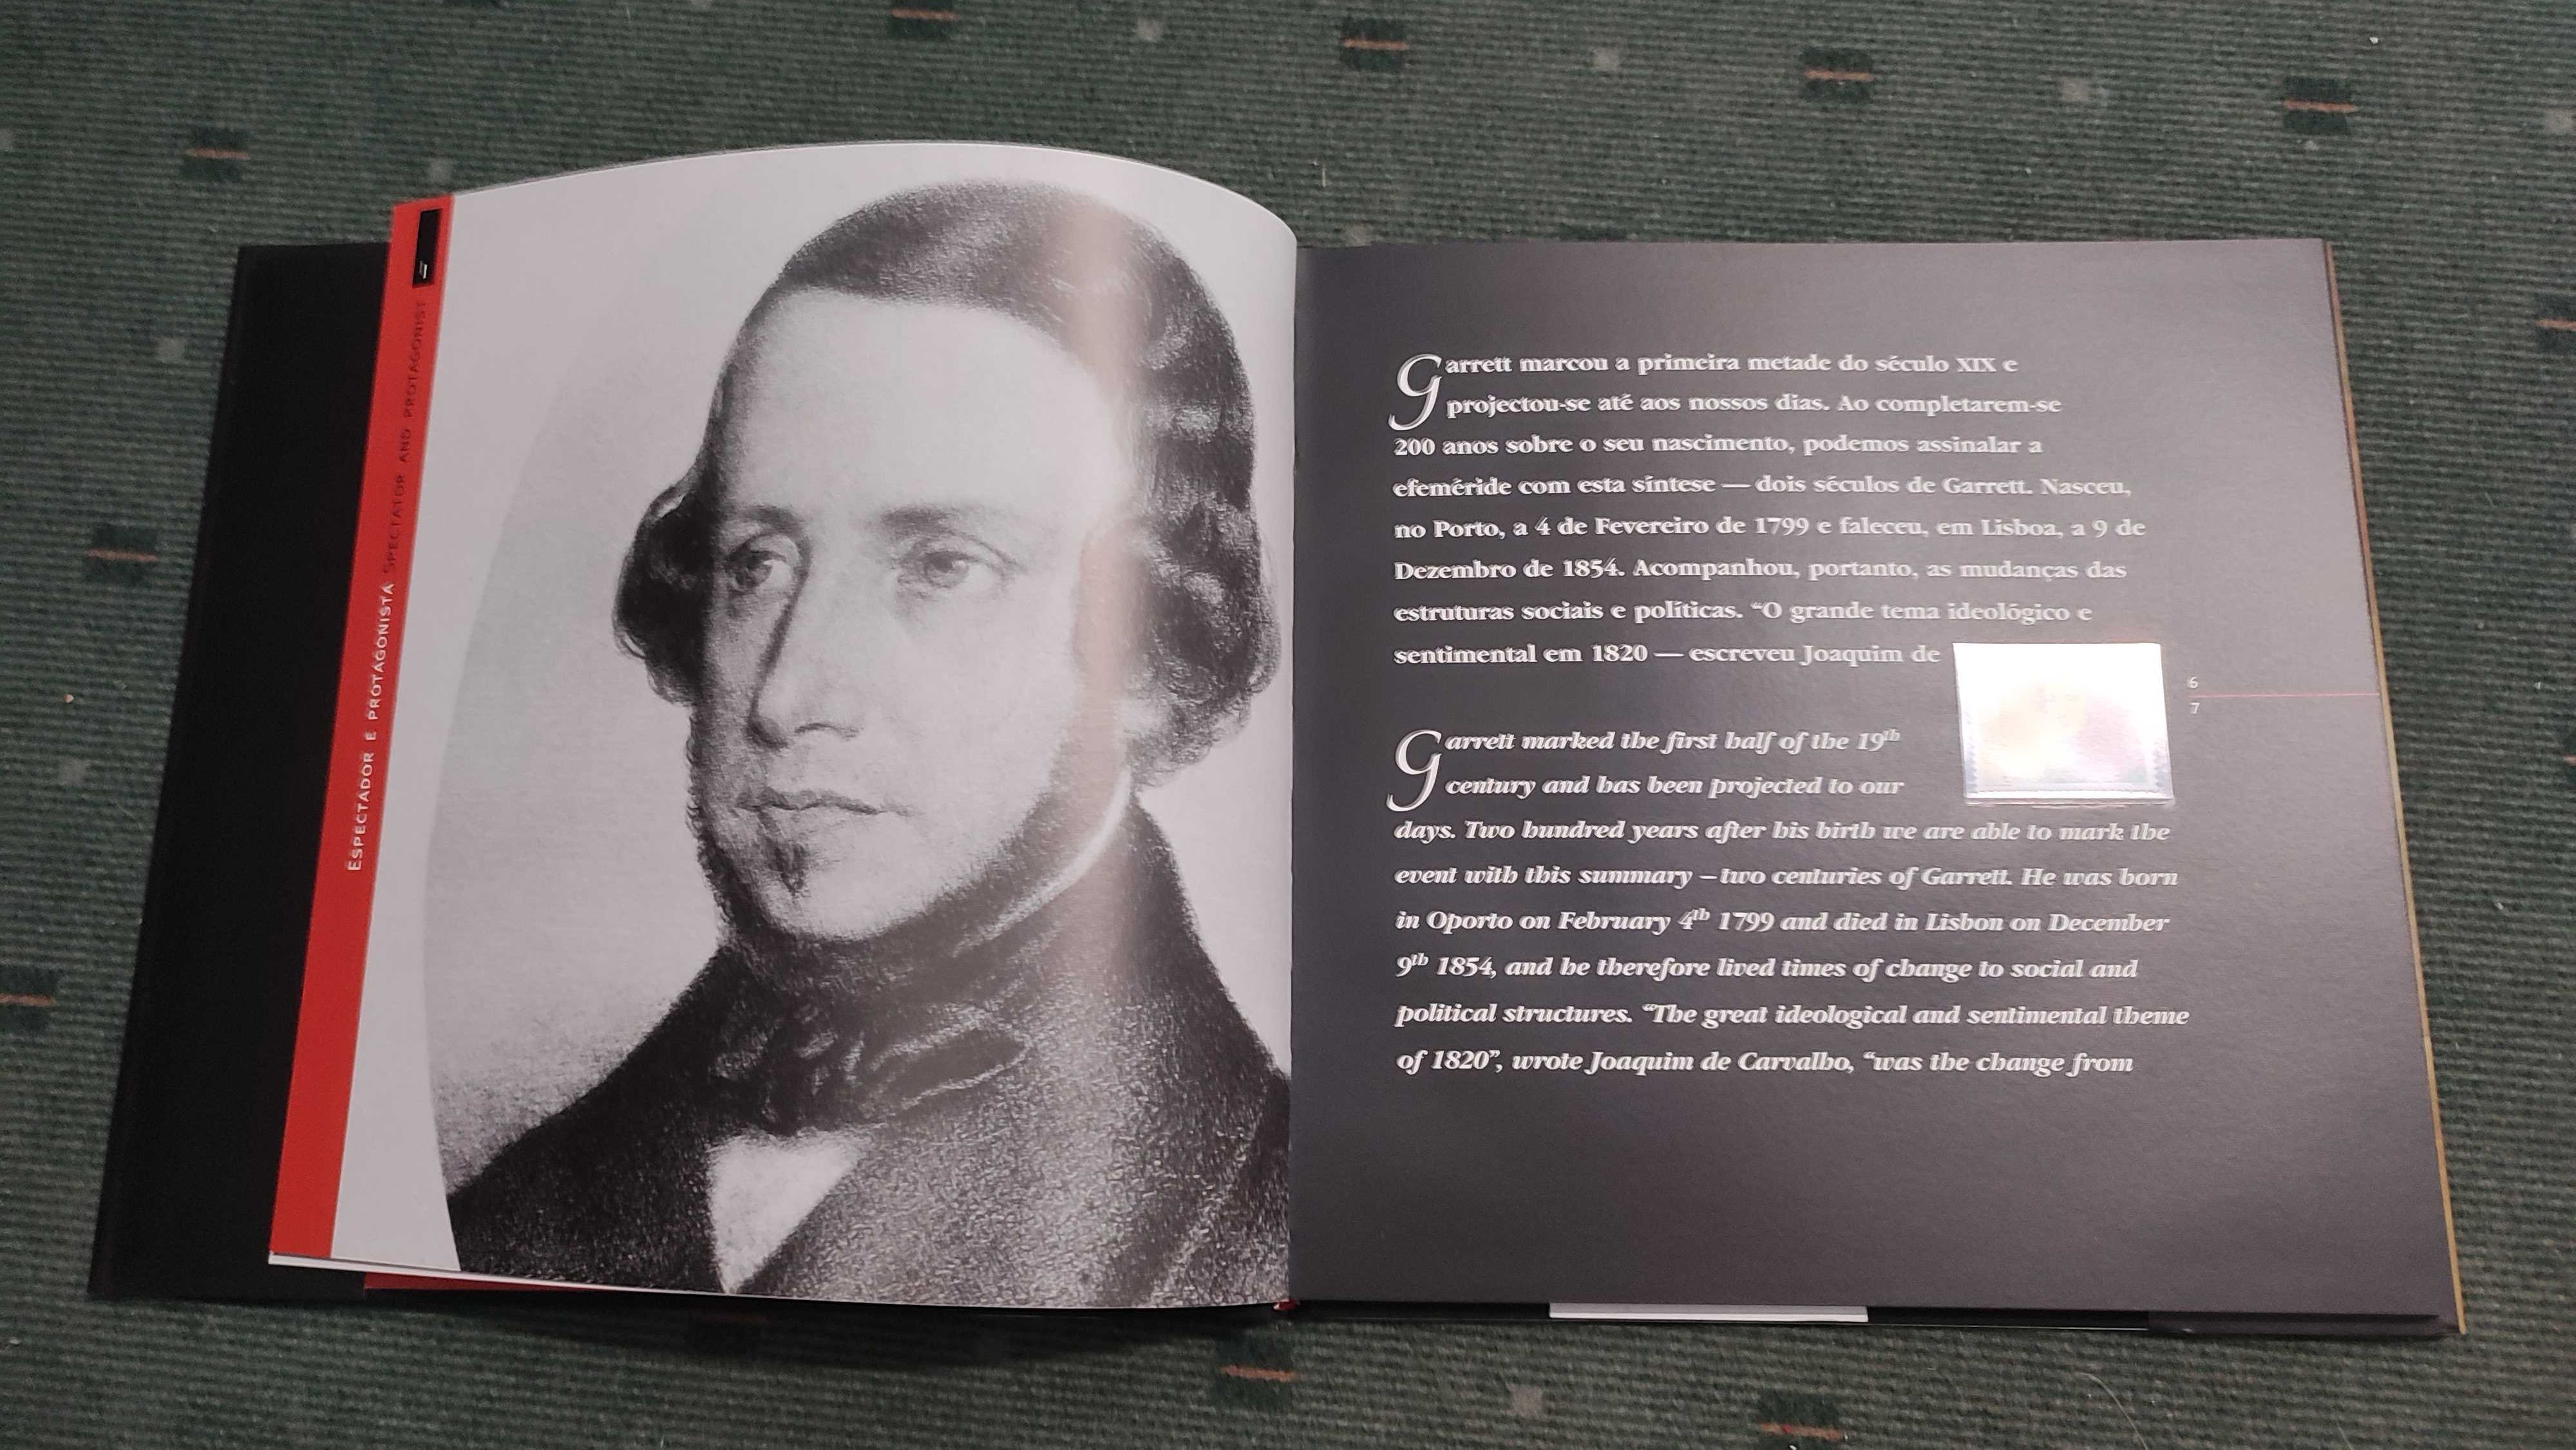 ESPECTADOR E PROTAGONISTA SPECTATOR AND PROTAGONIST
Garrett marcou a primeira metade do século XIX e
projectou-se até aos nossos dias. Ao completarem-se
200 anos sobre o seu nascimento, podemos assinalar a
efeméride com esta síntese — dois séculos de Garrett. Nasceu,
no Porto, a 4 de Fevereiro de 1799 e faleceu, em Lisboa, a 9 de
Dezembro de 1854. Acompanhou, portanto, as mudanças das
estruturas sociais e políticas. “O grande tema ideológico e
sentimental em 1820 — escreveu Joaquim de
6
7
Garrett marked the first half of the 19th
century and has been projected to our
days. Two hundred years after his birth we are able to mark the
event with this summary – two centuries of Garrett. He was born
in Oporto on February 4th 1799 and died in Lisbon on December
9th 1854, and he therefore lived times of change to social and
political structures. “The great ideological and sentimental theme
of 1820”, wrote Joaquim de Carvalho, “was the change from